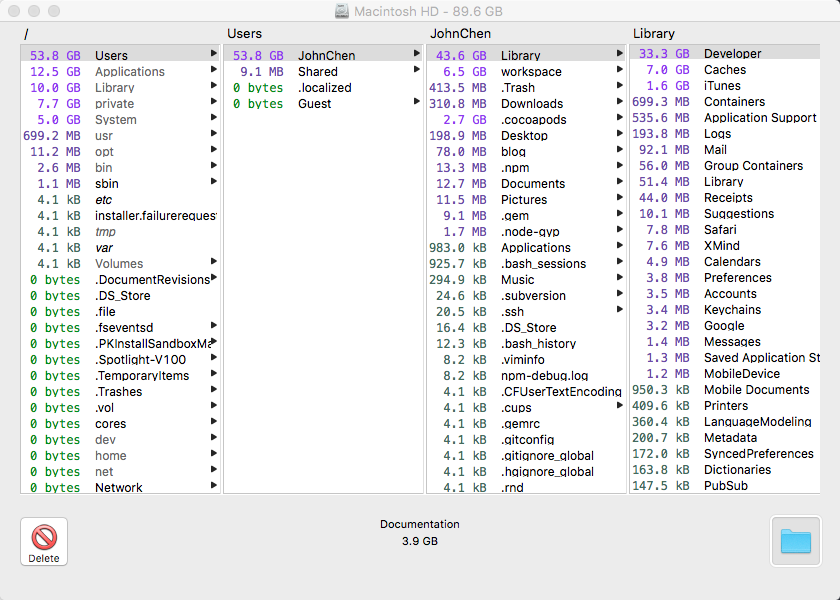 Macintosh HD - 89.6 GB
/
53.8 GB Users
12.5 GB Applications
10.0 GB Library
7.7 GB private
5.0 GB System
699.2 MB usr
11.2 MB opt
2.6 MB bin
1.1 MB sbin
4.1 kB etc
4.1 kB installer.failurerequest
4.1 kB tmp
4.1 kB var
4.1 kB Volumes
0 bytes .DocumentRevisions
0 bytes .DS_Store
0 bytes .file
0 bytes .fseventsd
0 bytes .PKInstallSandboxMa
0 bytes .Spotlight-V100
0 bytes .TemporaryItems
0 bytes .Trashes
0 bytes .vol
0 bytes cores
0 bytes dev
0 bytes home
0 bytes net
0 bytes Network
Users
53.8 GB JohnChen
9.1 MB Shared
0 bytes .localized
0 bytes Guest
JohnChen
43.6 GB Library
6.5 GB workspace
413.5 MB .Trash
310.8 MB Downloads
2.7 GB .cocoapods
198.9 MB Desktop
78.0 MB blog
13.3 MB .npm
12.7 MB Documents
11.5 MB Pictures
9.1 MB .gem
1.7 MB .node-gyp
983.0 kB Applications
925.7 kB .bash_sessions
294.9 kB Music
24.6 kB .subversion
20.5 kB .ssh
16.4 kB .DS_Store
12.3 kB .bash_history
8.2 kB .viminfo
8.2 kB npm-debug.log
4.1 kB .CFUserTextEncoding
4.1 kB .cups
4.1 kB .gemrc
4.1 kB .gitconfig
4.1 kB .gitignore_global
4.1 kB .hgignore_global
4.1 kB .rnd
Library
33.3 GB Developer
7.0 GB Caches
1.6 GB iTunes
699.3 MB Containers
535.6 MB Application Support
193.8 MB Logs
92.1 MB Mail
56.0 MB Group Containers
51.4 MB Library
44.0 MB Receipts
10.1 MB Suggestions
7.8 MB Safari
7.6 MB XMind
4.9 MB Calendars
3.8 MB Preferences
3.5 MB Accounts
3.4 MB Keychains
3.2 MB Google
1.4 MB Messages
1.3 MB Saved Application St
1.2 MB MobileDevice
950.3 kB Mobile Documents
409.6 kB Printers
360.4 kB LanguageModeling
200.7 kB Metadata
172.0 kB SyncedPreferences
163.8 kB Dictionaries
147.5 kB PubSub
Delete
Documentation
3.9 GB